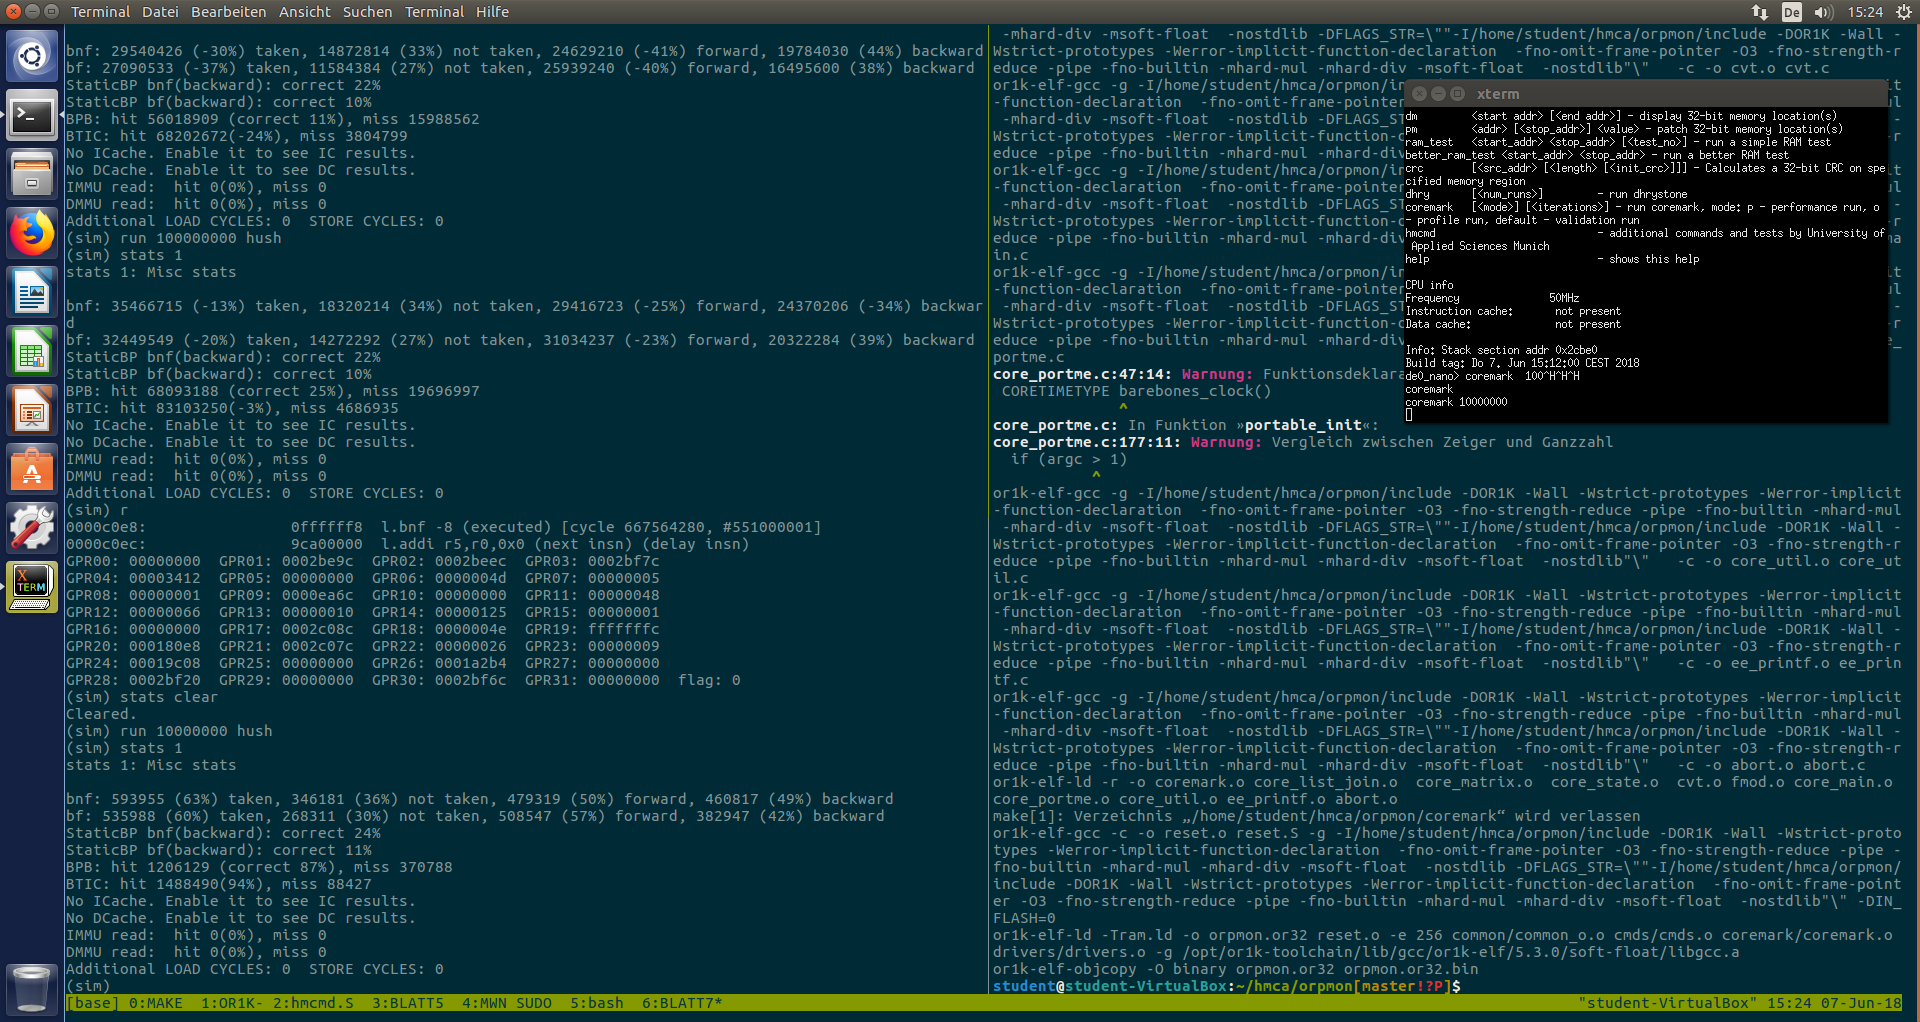 Terminal Datei Bearbeiten Ansicht Suchen Terminal Hilfe
De 15:24
bnf: 29540426 (-30%) taken, 14872814 (33%) not taken, 24629210 (-41%) forward, 19784030 (44%) backward
bf: 27090533 (-37%) taken, 11584384 (27%) not taken, 25939240 (-40%) forward, 16495600 (38%) backward
StaticBP bnf(backward): correct 22%
StaticBP bf(backward): correct 10%
BPB: hit 56018909 (correct 11%), miss 15988562
BTIC: hit 68202672(-24%), miss 3804799
No ICache. Enable it to see IC results.
No DCache. Enable it to see DC results.
IMMU read:  hit 0(0%), miss 0
DMMU read:  hit 0(0%), miss 0
Additional LOAD CYCLES: 0  STORE CYCLES: 0
(sim) run 100000000 hush
(sim) stats 1
stats 1: Misc stats
bnf: 35466715 (-13%) taken, 18320214 (34%) not taken, 29416723 (-25%) forward, 24370206 (-34%) backwar
d
bf: 32449549 (-20%) taken, 14272292 (27%) not taken, 31034237 (-23%) forward, 20322284 (39%) backward
StaticBP bnf(backward): correct 22%
StaticBP bf(backward): correct 10%
BPB: hit 68093188 (correct 25%), miss 19696997
BTIC: hit 83103250(-3%), miss 4686935
No ICache. Enable it to see IC results.
No DCache. Enable it to see DC results.
IMMU read:  hit 0(0%), miss 0
DMMU read:  hit 0(0%), miss 0
Additional LOAD CYCLES: 0  STORE CYCLES: 0
(sim) r
0000c0e8:                0ffffff8  l.bnf -8 (executed) [cycle 667564280, #551000001]
0000c0ec:                9ca00000  l.addi r5,r0,0x0 (next insn) (delay insn)
GPR00: 00000000  GPR01: 0002be9c  GPR02: 0002beec  GPR03: 0002bf7c
GPR04: 00003412  GPR05: 00000000  GPR06: 0000004d  GPR07: 00000005
GPR08: 00000001  GPR09: 0000ea6c  GPR10: 00000000  GPR11: 00000048
GPR12: 00000066  GPR13: 00000010  GPR14: 00000125  GPR15: 00000001
GPR16: 00000000  GPR17: 0002c08c  GPR18: 0000004e  GPR19: fffffffc
GPR20: 000180e8  GPR21: 0002c07c  GPR22: 00000026  GPR23: 00000009
GPR24: 00019c08  GPR25: 00000000  GPR26: 0001a2b4  GPR27: 00000000
GPR28: 0002bf20  GPR29: 00000000  GPR30: 0002bf6c  GPR31: 00000000  flag: 0
(sim) stats clear
Cleared.
(sim) run 10000000 hush
(sim) stats 1
stats 1: Misc stats
bnf: 593955 (63%) taken, 346181 (36%) not taken, 479319 (50%) forward, 460817 (49%) backward
bf: 535988 (60%) taken, 268311 (30%) not taken, 508547 (57%) forward, 382947 (42%) backward
StaticBP bnf(backward): correct 24%
StaticBP bf(backward): correct 11%
BPB: hit 1206129 (correct 87%), miss 370788
BTIC: hit 1488490(94%), miss 88427
No ICache. Enable it to see IC results.
No DCache. Enable it to see DC results.
IMMU read:  hit 0(0%), miss 0
DMMU read:  hit 0(0%), miss 0
Additional LOAD CYCLES: 0  STORE CYCLES: 0
(sim)
-mhard-div -msoft-float  -nostdlib -DFLAGS_STR=\""-I/home/student/hmca/orpmon/include -DOR1K -Wall -
Wstrict-prototypes -Werror-implicit-function-declaration  -fno-omit-frame-pointer -O3 -fno-strength-r
educe -pipe -fno-builtin -mhard-mul -mhard-div -msoft-float  -nostdlib"\"   -c -o cvt.o cvt.c
or1k-elf-gcc -g -I/home/student/hmca/orpmon/in
-function-declaration  -fno-omit-frame-pointer
-mhard-div -msoft-float  -nostdlib -DFLAGS_ST
Wstrict-prototypes -Werror-implicit-function-d
educe -pipe -fno-builtin -mhard-mul -mhard-div
or1k-elf-gcc -g -I/home/student/hmca/orpmon/in
-function-declaration  -fno-omit-frame-pointer
-mhard-div -msoft-float  -nostdlib -DFLAGS_ST
Wstrict-prototypes -Werror-implicit-function-d
educe -pipe -fno-builtin -mhard-mul -mhard-div
in.c
or1k-elf-gcc -g -I/home/student/hmca/orpmon/in
-function-declaration  -fno-omit-frame-pointer
-mhard-div -msoft-float  -nostdlib -DFLAGS_ST
Wstrict-prototypes -Werror-implicit-function-d
educe -pipe -fno-builtin -mhard-mul -mhard-div
portme.c
core_portme.c:47:14: Warnung: Funktionsdeklara
CORETIMETYPE barebones_clock()
^
core_portme.c: In Funktion »portable_init«:
core_portme.c:177:11: Warnung: Vergleich zwischen Zeiger und Ganzzahl
if (argc > 1)
^
or1k-elf-gcc -g -I/home/student/hmca/orpmon/include -DOR1K -Wall -Wstrict-prototypes -Werror-implicit
-function-declaration  -fno-omit-frame-pointer -O3 -fno-strength-reduce -pipe -fno-builtin -mhard-mul
-mhard-div -msoft-float  -nostdlib -DFLAGS_STR=\""-I/home/student/hmca/orpmon/include -DOR1K -Wall -
Wstrict-prototypes -Werror-implicit-function-declaration  -fno-omit-frame-pointer -O3 -fno-strength-r
educe -pipe -fno-builtin -mhard-mul -mhard-div -msoft-float  -nostdlib"\"   -c -o core_util.o core_ut
il.c
or1k-elf-gcc -g -I/home/student/hmca/orpmon/include -DOR1K -Wall -Wstrict-prototypes -Werror-implicit
-function-declaration  -fno-omit-frame-pointer -O3 -fno-strength-reduce -pipe -fno-builtin -mhard-mul
-mhard-div -msoft-float  -nostdlib -DFLAGS_STR=\""-I/home/student/hmca/orpmon/include -DOR1K -Wall -
Wstrict-prototypes -Werror-implicit-function-declaration  -fno-omit-frame-pointer -O3 -fno-strength-r
educe -pipe -fno-builtin -mhard-mul -mhard-div -msoft-float  -nostdlib"\"   -c -o ee_printf.o ee_prin
tf.c
or1k-elf-gcc -g -I/home/student/hmca/orpmon/include -DOR1K -Wall -Wstrict-prototypes -Werror-implicit
-function-declaration  -fno-omit-frame-pointer -O3 -fno-strength-reduce -pipe -fno-builtin -mhard-mul
-mhard-div -msoft-float  -nostdlib -DFLAGS_STR=\""-I/home/student/hmca/orpmon/include -DOR1K -Wall -
Wstrict-prototypes -Werror-implicit-function-declaration  -fno-omit-frame-pointer -O3 -fno-strength-r
educe -pipe -fno-builtin -mhard-mul -mhard-div -msoft-float  -nostdlib"\"   -c -o abort.o abort.c
or1k-elf-ld -r -o coremark.o core_list_join.o  core_matrix.o  core_state.o  cvt.o fmod.o core_main.o
core_portme.o core_util.o ee_printf.o abort.o
make[1]: Verzeichnis „/home/student/hmca/orpmon/coremark“ wird verlassen
or1k-elf-gcc -c -o reset.o reset.S -g -I/home/student/hmca/orpmon/include -DOR1K -Wall -Wstrict-proto
types -Werror-implicit-function-declaration  -fno-omit-frame-pointer -O3 -fno-strength-reduce -pipe -
fno-builtin -mhard-mul -mhard-div -msoft-float  -nostdlib -DFLAGS_STR=\""-I/home/student/hmca/orpmon/
include -DOR1K -Wall -Wstrict-prototypes -Werror-implicit-function-declaration  -fno-omit-frame-point
er -O3 -fno-strength-reduce -pipe -fno-builtin -mhard-mul -mhard-div -msoft-float  -nostdlib"\" -DIN_
FLASH=0
or1k-elf-ld -Tram.ld -o orpmon.or32 reset.o -e 256 common/common_o.o cmds/cmds.o coremark/coremark.o
drivers/drivers.o -g /opt/or1k-toolchain/lib/gcc/or1k-elf/5.3.0/soft-float/libgcc.a
or1k-elf-objcopy -O binary orpmon.or32 orpmon.or32.bin
student@student-VirtualBox:~/hmca/orpmon[master!?P]$
xterm
dm         <start addr> [<end addr>] - display 32-bit memory location(s)
pm         <addr> [<stop_addr>] <value> - patch 32-bit memory location(s)
ram_test   <start_addr> <stop_addr> [<test_no>] - run a simple RAM test
better_ram_test <start_addr> <stop_addr> - run a better RAM test
crc        [<src_addr> [<length> [<init_crc>]]] - Calculates a 32-bit CRC on spe
cified memory region
dhry       [<num_runs>]         - run dhrystone
coremark   [<mode>] [<iterations>] - run coremark, mode: p - performance run, o
- profile run, default - validation run
hmcmd                           - additional commands and tests by University of
Applied Sciences Munich
help                            - shows this help
CPU info
Frequency               50MHz
Instruction cache:       not present
Data cache:              not present
Info: Stack section addr 0x2cbe0
Build tag: Do 7. Jun 15:12:00 CEST 2018
de0_nano> coremark  100^H^H^H
coremark
coremark 10000000
implicit
rd-mul
-Wall -
ngth-r
implicit
rd-mul
-Wall -
ngth-r
implicit
[base] 0:MAKE  1:OR1K- 2:hmcmd.S  3:BLATT5  4:MWN SUDO  5:bash  6:BLATT7*
"student-VirtualBox" 15:24 07-Jun-18